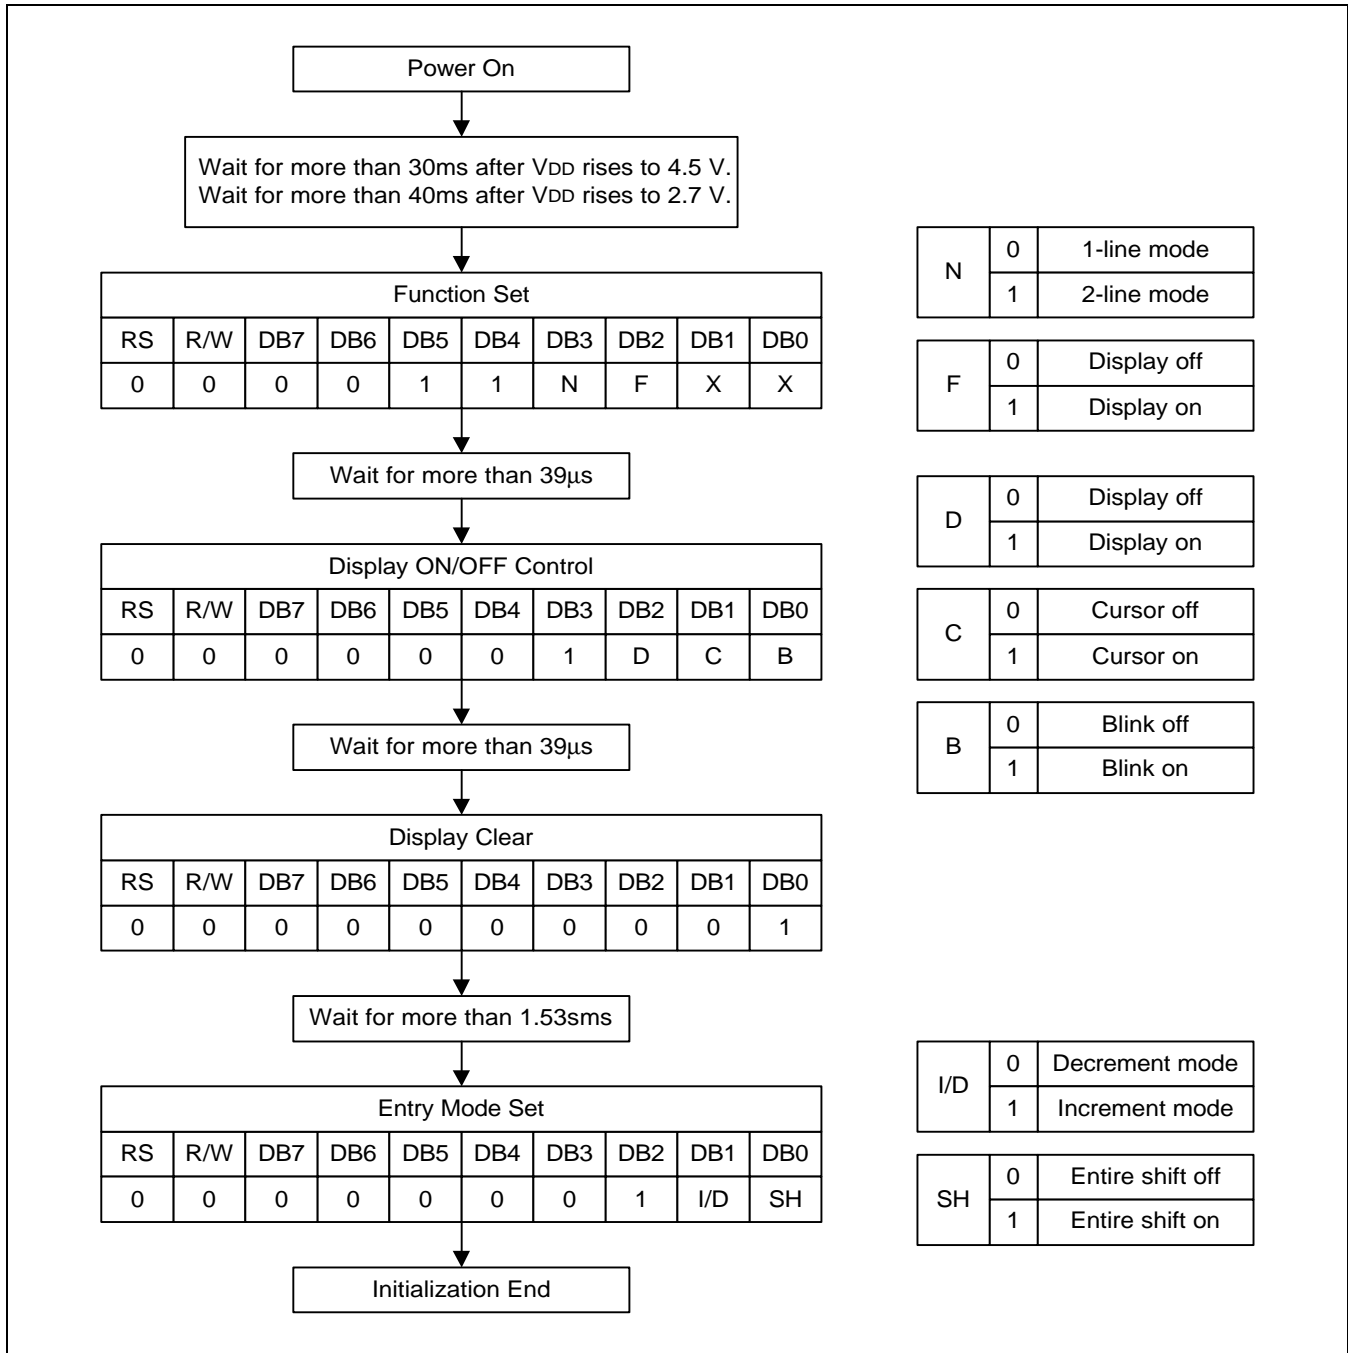 Power On
Wait for more than 30ms after VDD rises to 4.5 V.
Wait for more than 40ms after VDD rises to 2.7 V.
Function Set
RS R/W DB7 DB6 DB5 DB4 DB3 DB2 DB1 DB0
0 0 0 0 1 1 N F X X
Wait for more than 39μs
Display ON/OFF Control
RS R/W DB7 DB6 DB5 DB4 DB3 DB2 DB1 DB0
0 0 0 0 0 0 1 D C B
Wait for more than 39μs
Display Clear
RS R/W DB7 DB6 DB5 DB4 DB3 DB2 DB1 DB0
0 0 0 0 0 0 0 0 0 1
Wait for more than 1.53sms
Entry Mode Set
RS R/W DB7 DB6 DB5 DB4 DB3 DB2 DB1 DB0
0 0 0 0 0 0 0 1 I/D SH
Initialization End
N
0 1-line mode
1 2-line mode
F
0 Display off
1 Display on
D
0 Display off
1 Display on
C
0 Cursor off
1 Cursor on
B
0 Blink off
1 Blink on
I/D
0 Decrement mode
1 Increment mode
SH
0 Entire shift off
1 Entire shift on